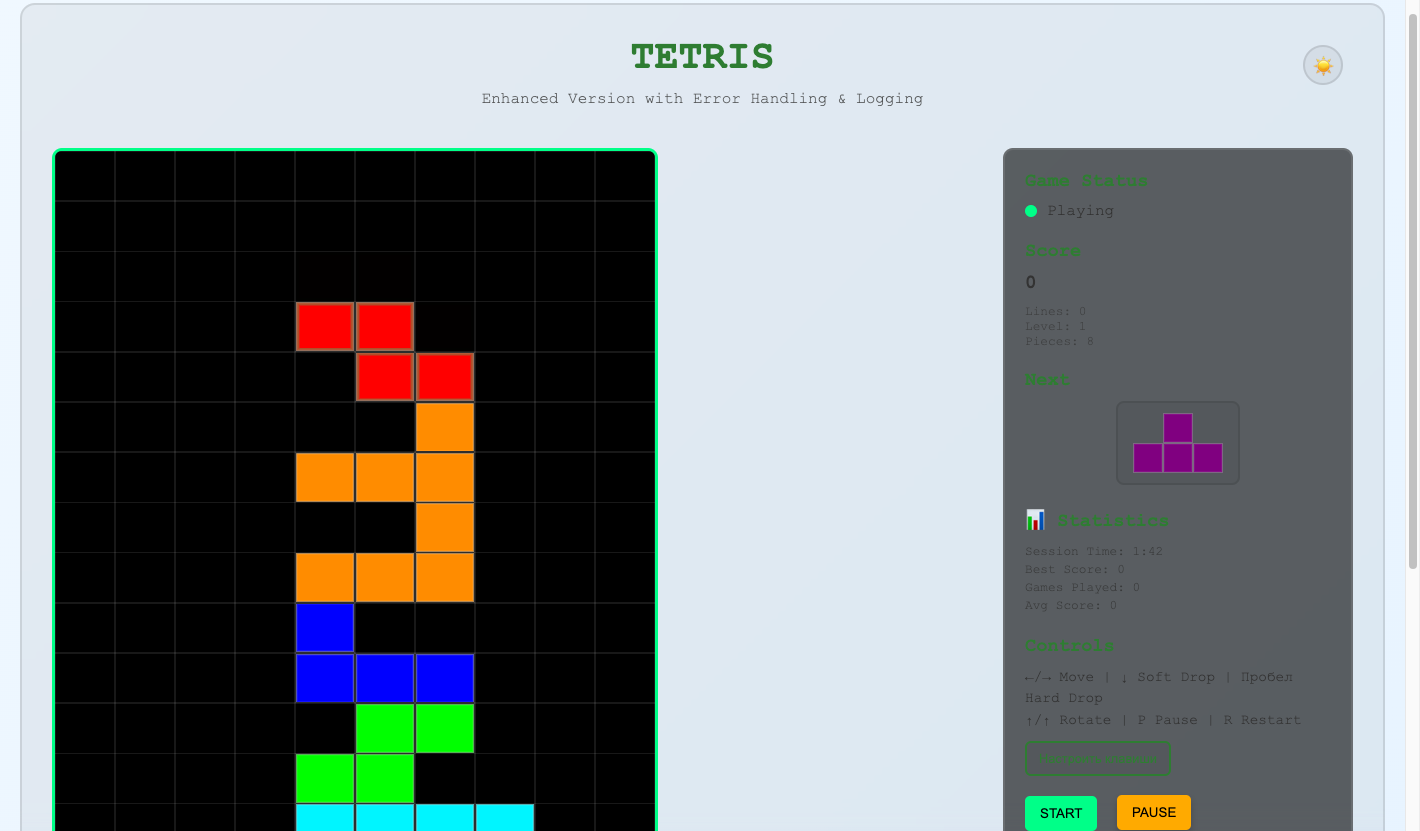 TETRIS
Enhanced Version with Error Handling & Logging
Game Status
Playing
Score
0
Lines: 0
Level: 1
Pieces: 8
Next
Statistics
Session Time: 1:42
Best Score: 0
Games Played: 0
Avg Score: 0
Controls
←/→ Move | ↓ Soft Drop | Пробел
Hard Drop
↑/↑ Rotate | P Pause | R Restart
START
PAUSE